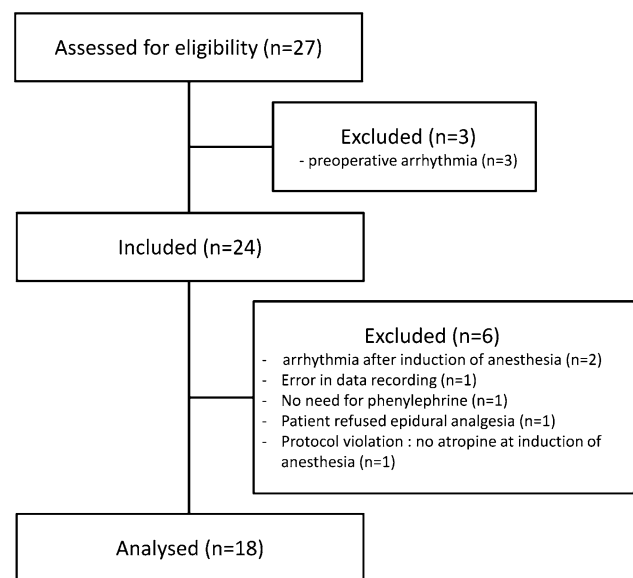 Assessed for eligibility (n=27)
Excluded (n=3)
- preoperative arrhythmia (n=3)
Included (n=24)
Excluded (n=6)
- arrhythmia after induction of anesthesia (n=2)
- Error in data recording (n=1)
- No need for phenylephrine (n=1)
- Patient refused epidural analgesia (n=1)
- Protocol violation : no atropine at induction of
anesthesia (n=1)
Analysed (n=18)